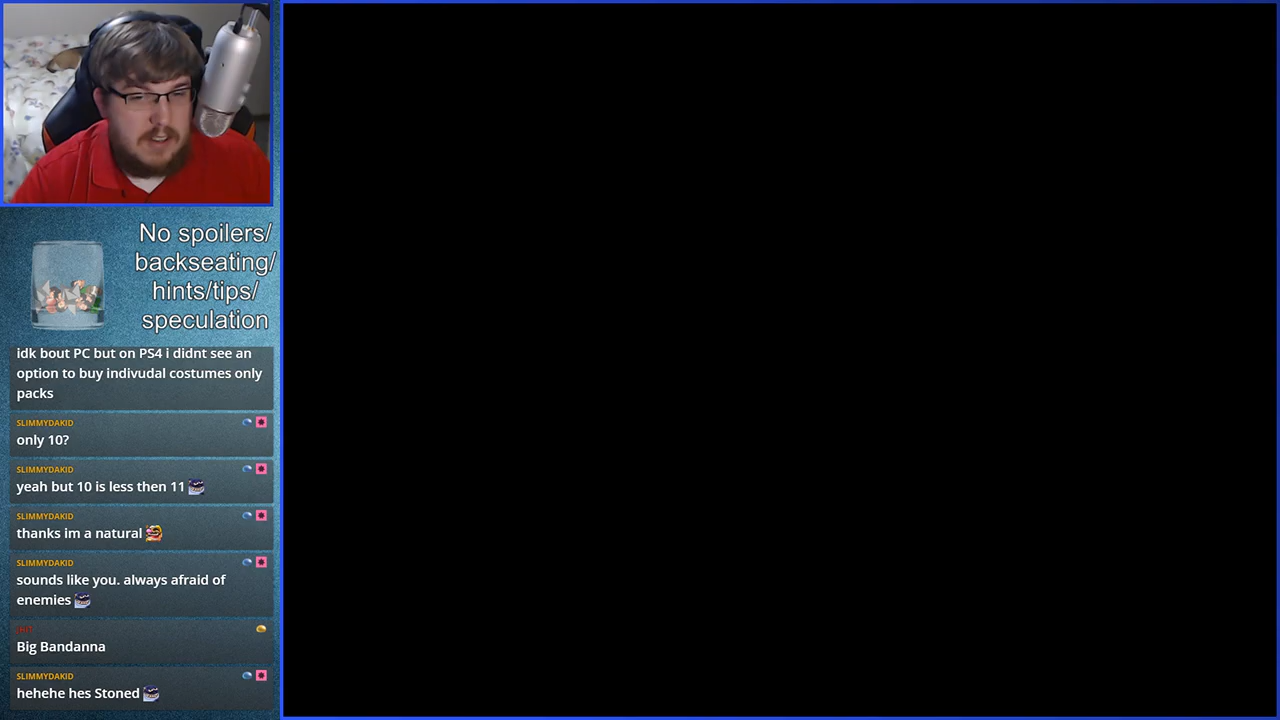 No spoilers/
backseating/
hints/tips/
speculation
idk bout PC but on PS4 i didnt see an
option to buy indivudal costumes only
packs
SLIMMYDAKID
only 10?
SLIMMYDAKID
yeah but 10 is less then 11
SLIMMYDAKID
thanks im a natural
SLIMMYDAKID
sounds like you. always afraid of
enemies
Big Bandanna
SLIMMYDAKID
hehehe hes Stoned